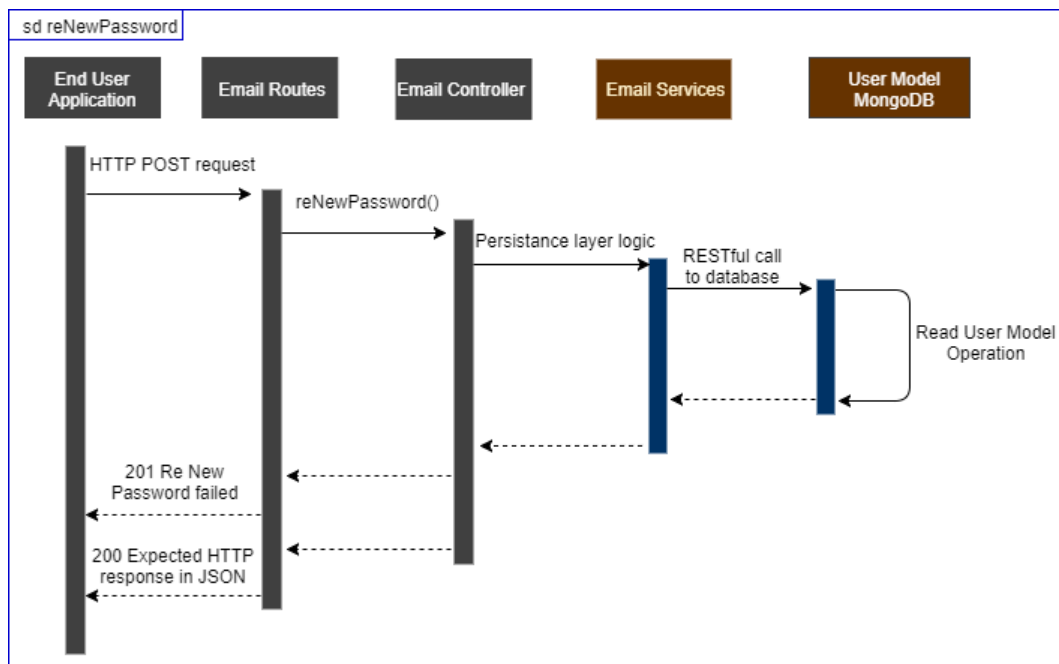 sd reNewPassword
End User
Application
Email Routes
Email Controller
Email Services
User Model
MongoDB
HTTP POST request
reNewPassword()
Persistance layer logic
RESTful call
to database
Read User Model
Operation
201 Re New
Password failed
200 Expected HTTP
response in JSON